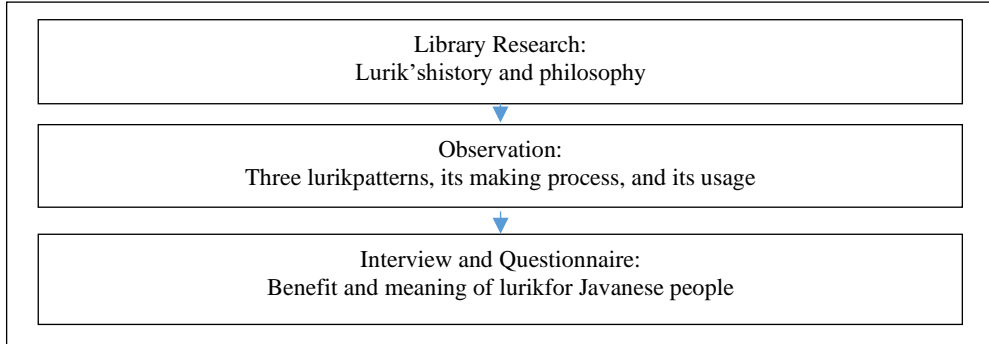 Library Research:
Lurik'shistory and philosophy
Observation:
Three lurikpatterns, its making process, and its usage
Interview and Questionnaire:
Benefit and meaning of lurikfor Javanese people